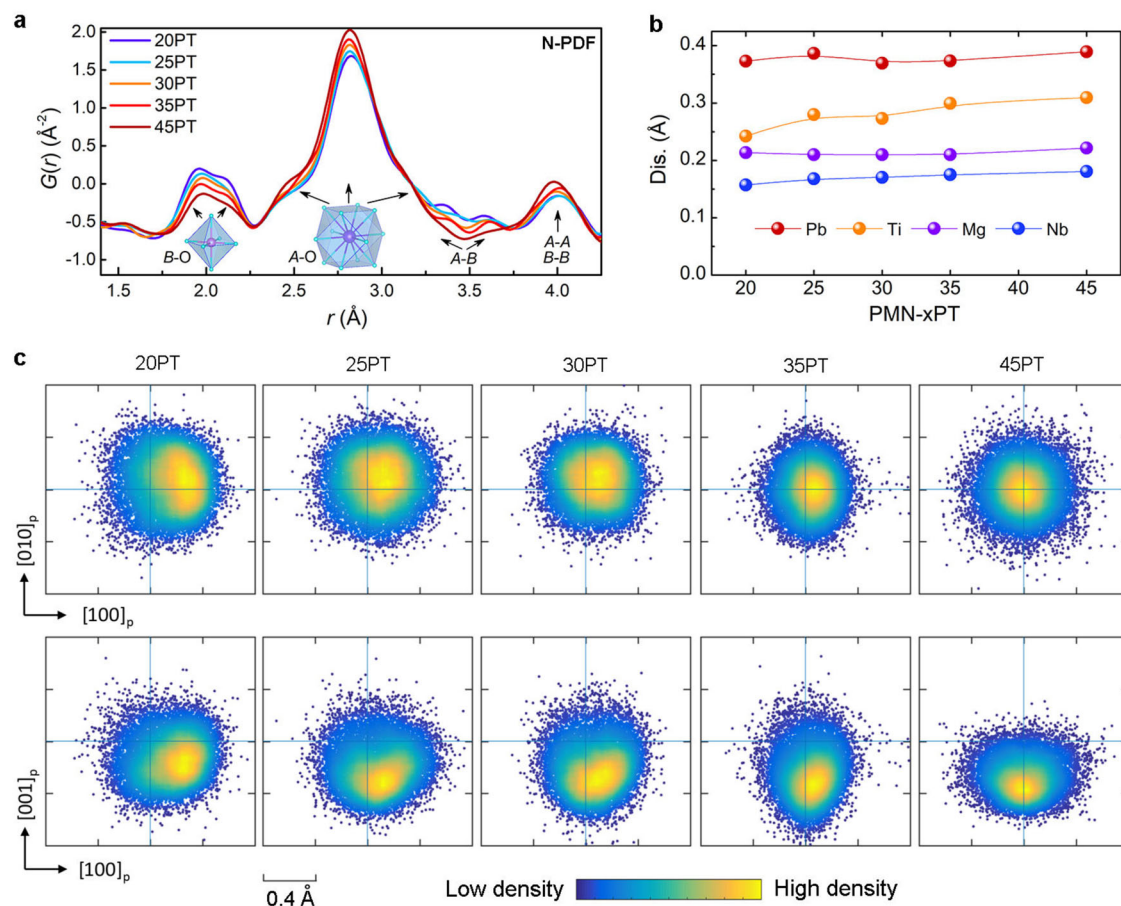 a
N-PDF
20PT
25PT
30PT
35PT
45PT
G(r) (Å⁻²)
2.0
1.5
1.0
0.5
0.0
-0.5
-1.0
B-O
A-O
A-B
A-A
B-B
1.5 2.0 2.5 3.0 3.5 4.0
r (Å)
b
Dis. (Å)
0.4
0.3
0.2
0.1
0.0
Pb Ti Mg Nb
20 25 30 35 40 45
PMN-xPT
c
20PT 25PT 30PT 35PT 45PT
[010]ₚ
[100]ₚ
[001]ₚ
[100]ₚ
0.4 Å
Low density High density